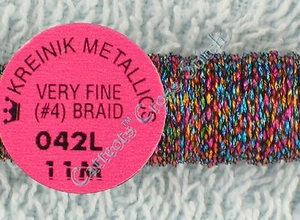 KREINIK METALLICS
VERY FINE
(#4) BRAID
042L
11M